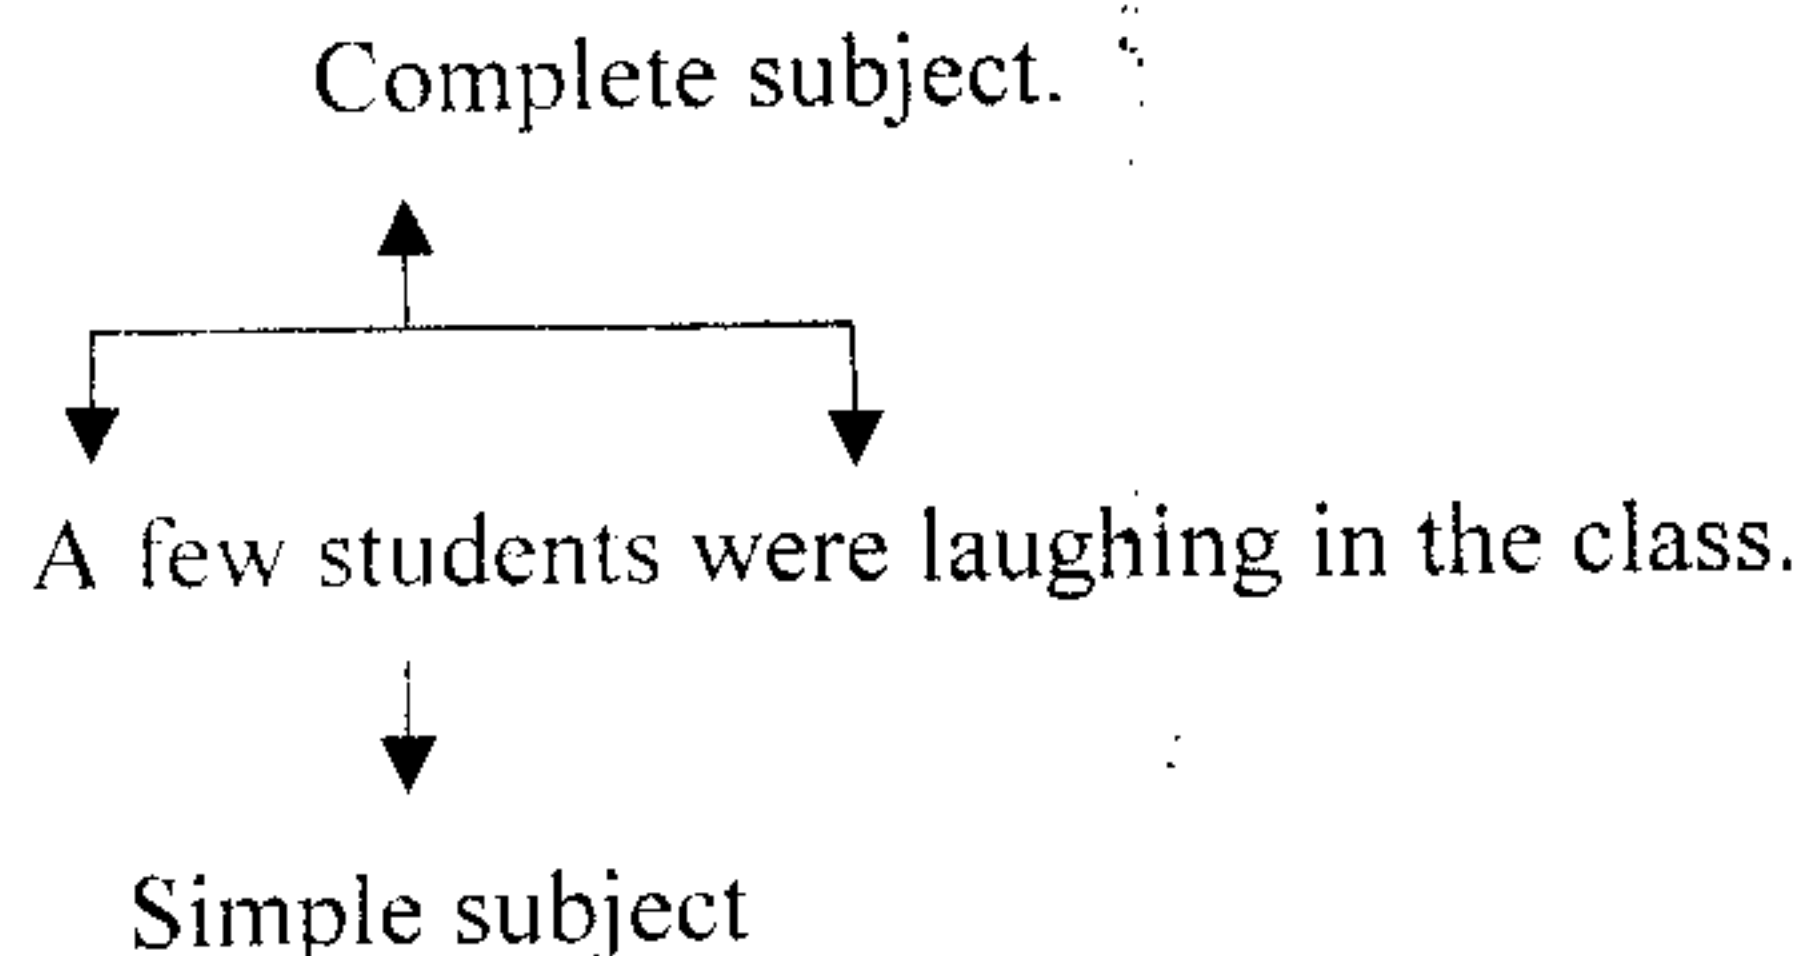 Complete subject.
A few students were laughing in the class.
Simple subject